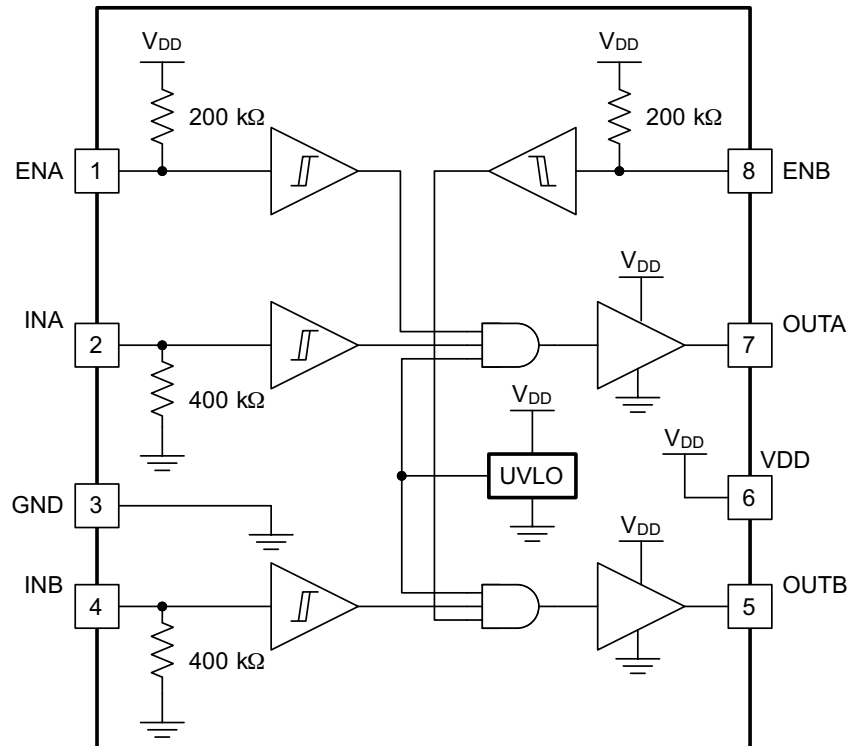 VDD
VDD
200 kΩ
200 kΩ
ENA
1
8
ENB
VDD
INA
2
OUTA
7
400 kΩ
VDD
VDD
VDD
UVLO
6
GND
3
VDD
INB
4
OUTB
5
400 kΩ